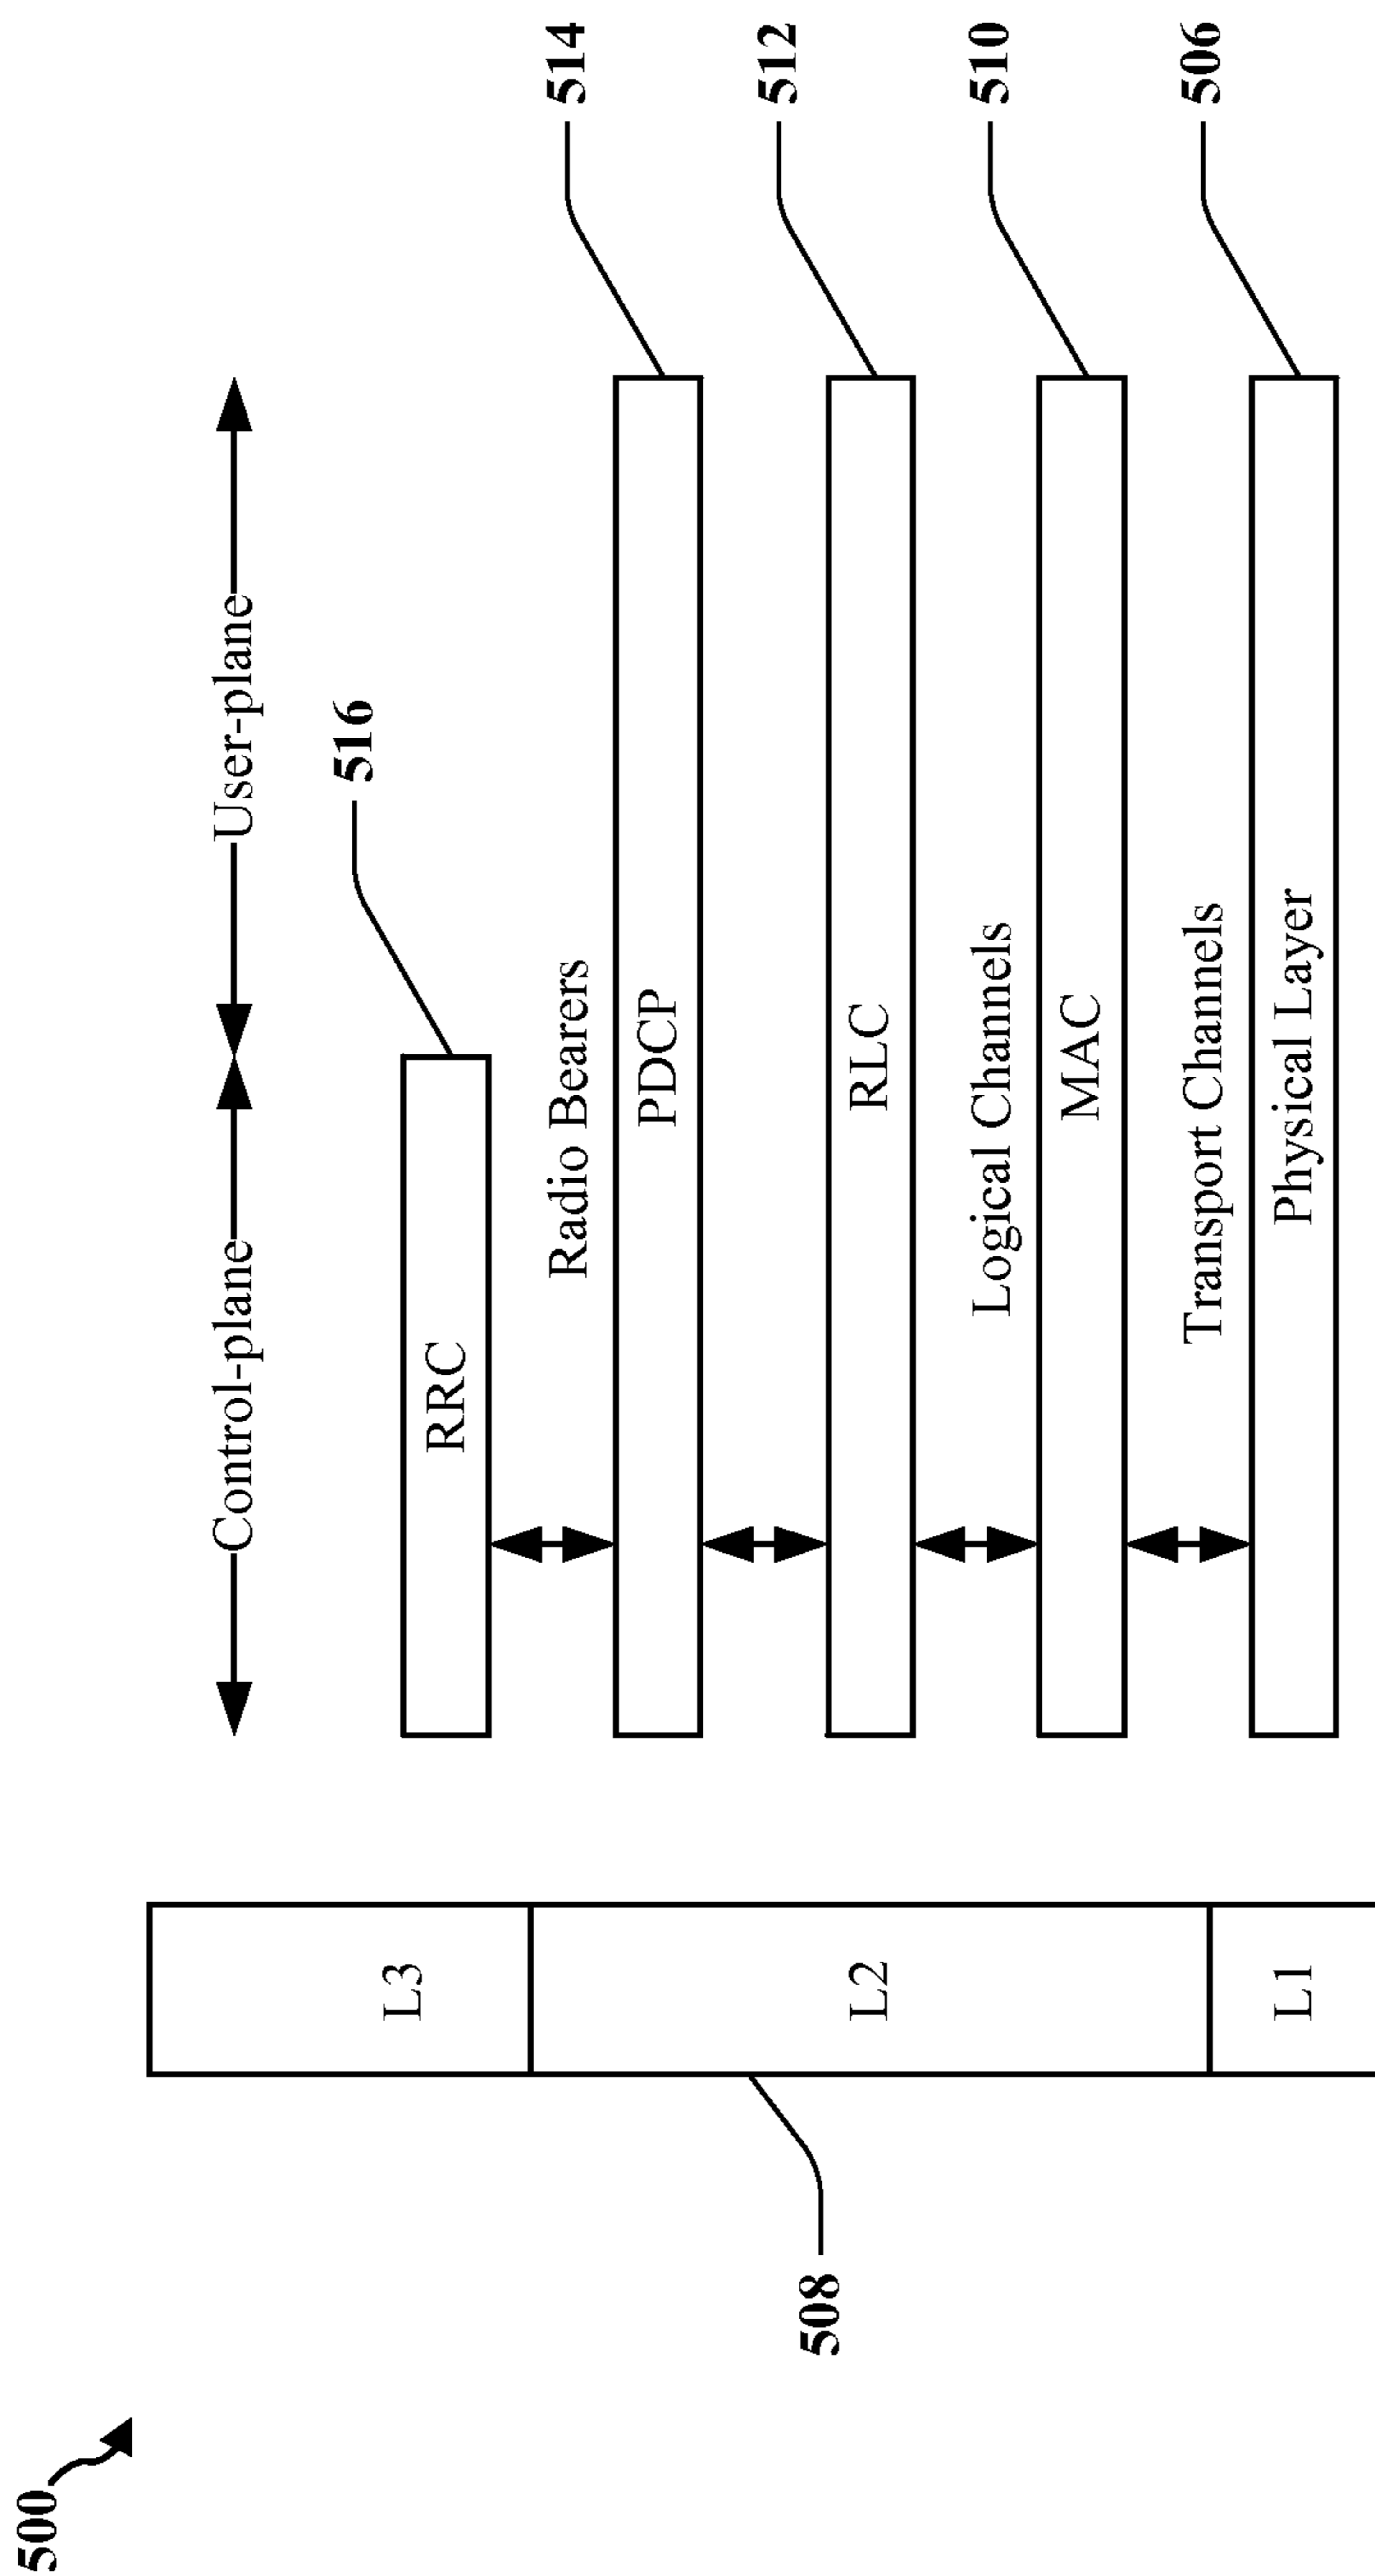 500
Control-plane
User-plane
516
L3
RRC
514
Radio Bearers
PDCP
508
512
L2
RLC
510
Logical Channels
MAC
506
Transport Channels
L1
Physical Layer